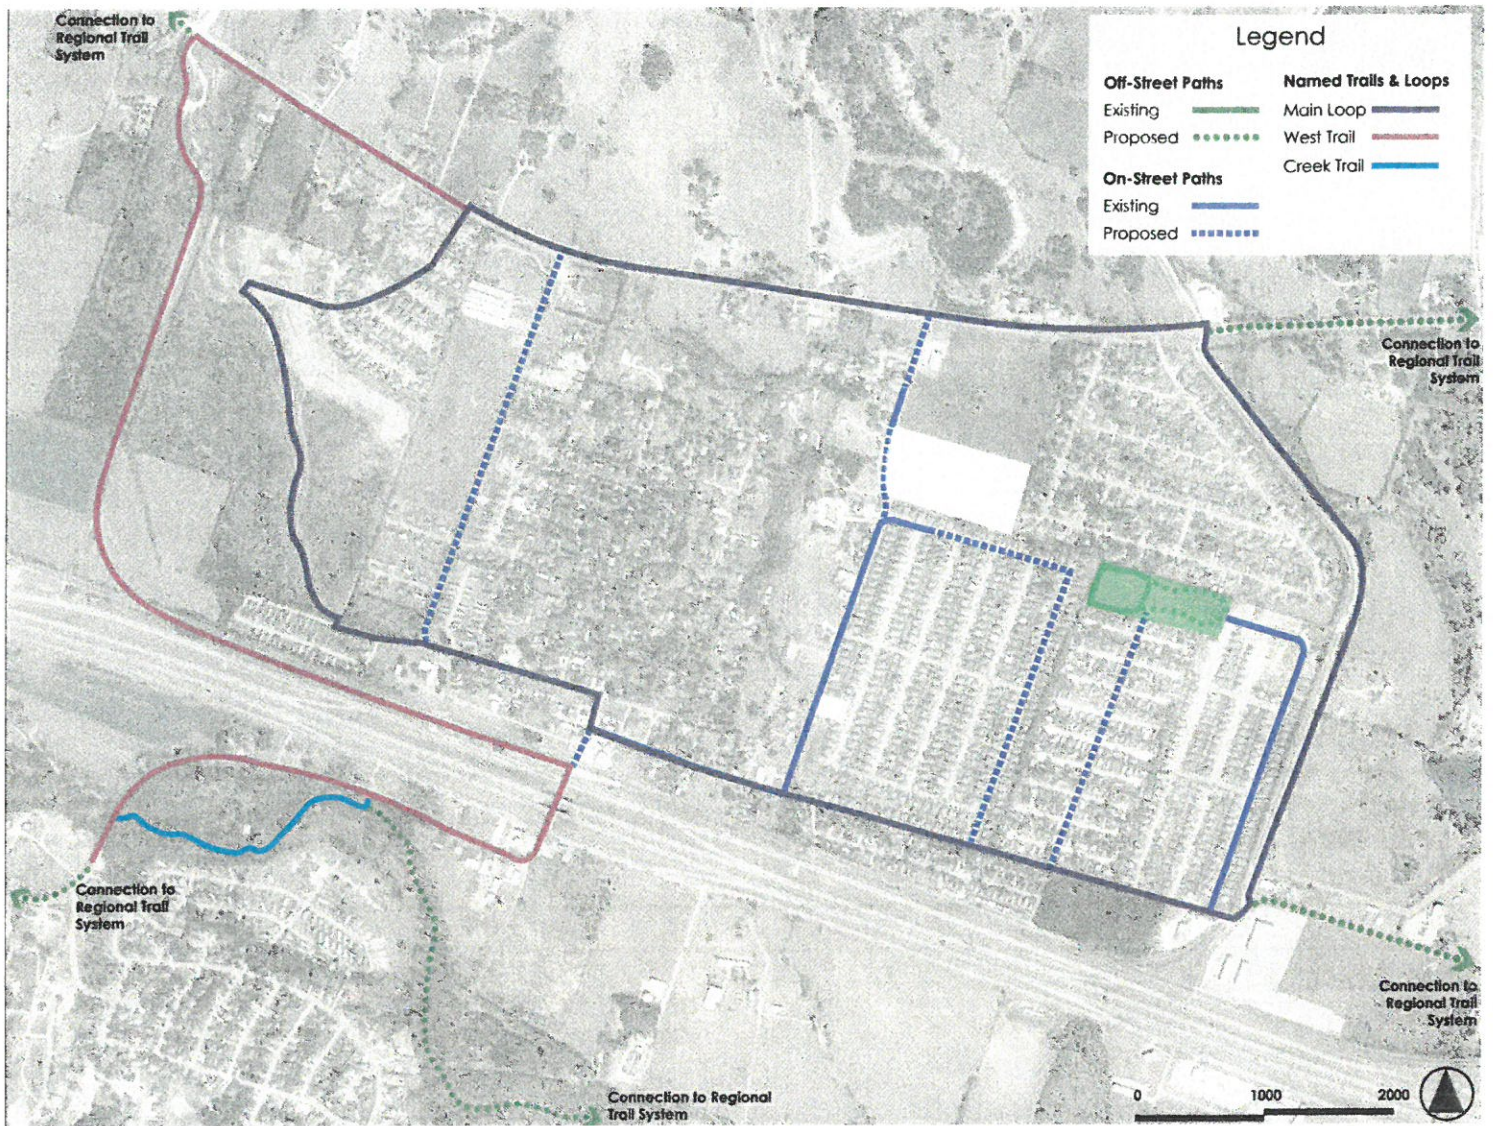 Connection to
Regional Trail
System
Legend
Off-Street Paths
Existing
Proposed
On-Street Paths
Existing
Proposed
Named Trails & Loops
Main Loop
West Trail
Creek Trail
Connection to
Regional Trail
System
Connection to
Regional Trail
System
Connection to
Regional Trail
System
Connection to Regional
Trail System
0 1000 2000